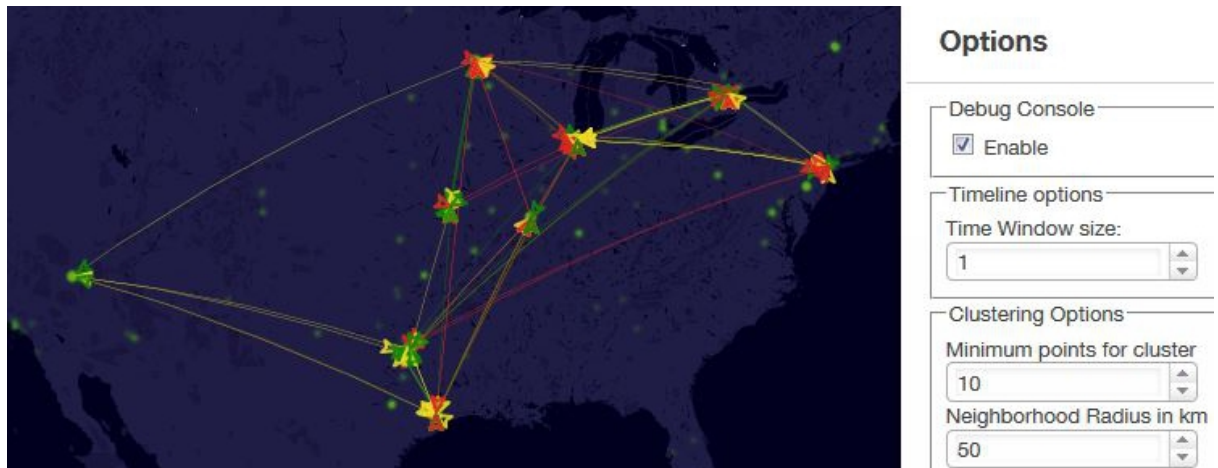 Options
Debug Console
Enable
Timeline options
Time Window size:
1
Clustering Options
Minimum points for cluster
10
Neighborhood Radius in km
50